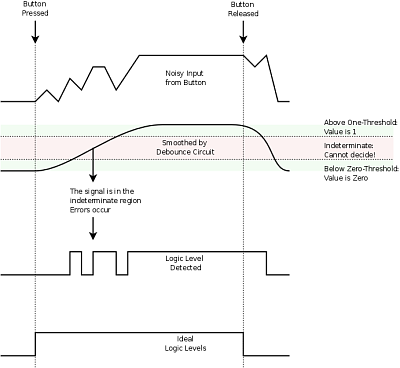 Button
Pressed
Button
Released
Noisy Input
from Button
Above One-Threshold:
Value is 1
Smoothed by
Debounce Circuit
Indeterminate:
Cannot decide!
Below Zero-Threshold:
Value is Zero
The signal is in the
indeterminate region
Errors occur
Logic Level
Detected
Ideal
Logic Levels